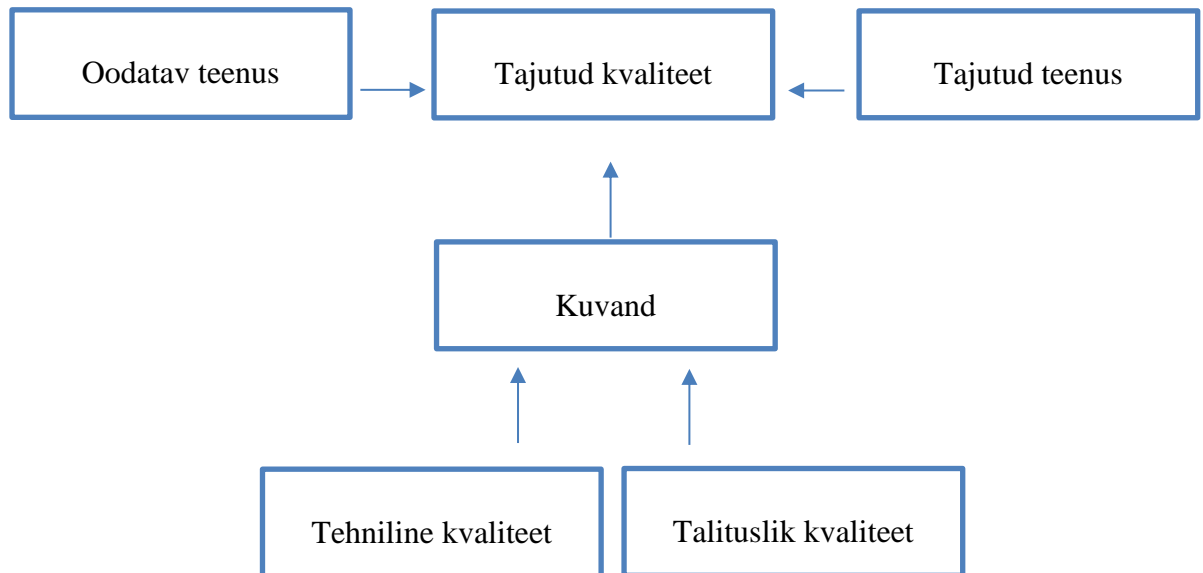 Oodatav teenus
Tajutud kvaliteet
Tajutud teenus
Kuvand
Tehniline kvaliteet
Talituslik kvaliteet